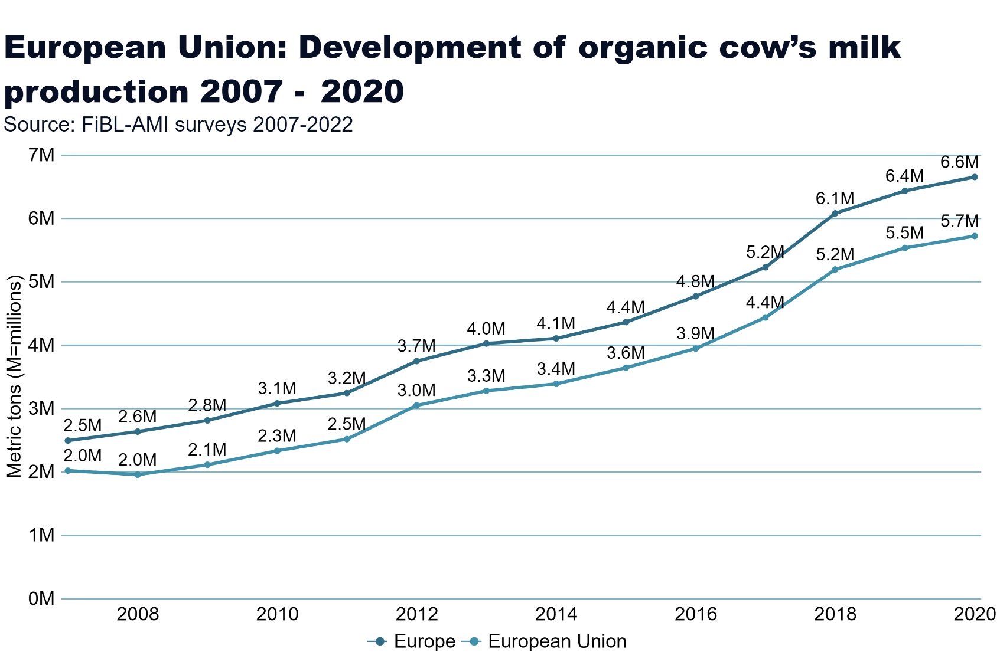 European Union: Development of organic cow’s milk
production 2007 - 2020
Source: FiBL-AMI surveys 2007-2022
Metric tons (M=millions)
7M
6M
5M
4M
3M
2M
1M
0M
2.5M
2.6M
2.8M
3.1M
3.2M
3.7M
4.0M
4.1M
4.4M
4.8M
5.2M
6.1M
6.4M
6.6M
2.0M
2.0M
2.1M
2.3M
2.5M
3.0M
3.3M
3.4M
3.6M
3.9M
4.4M
5.2M
5.5M
5.7M
2008 2010 2012 2014 2016 2018 2020
Europe European Union